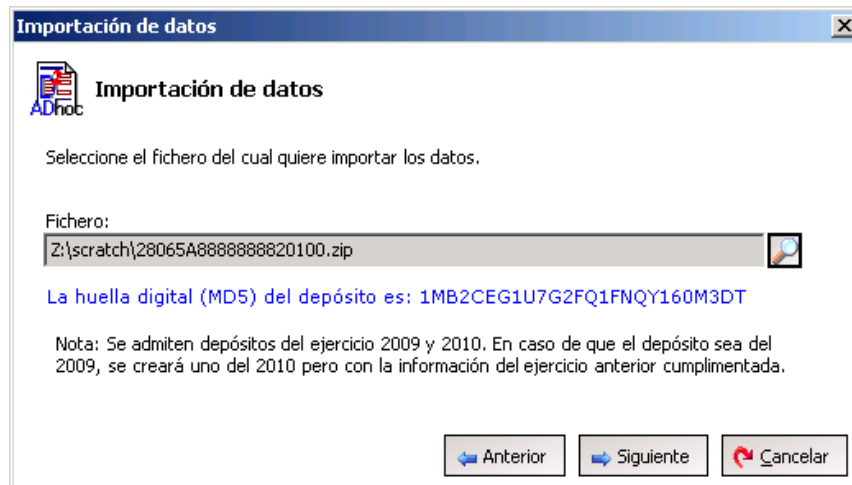 Importación de datos
ADhoc
Importación de datos
Seleccione el fichero del cual quiere importar los datos.
Fichero:
Z:\scratch\28065A8888888820100.zip
La huella digital (MD5) del depósito es: 1MB2CEG1U7G2FQ1FNQY160M3DT
Nota: Se admiten depósitos del ejercicio 2009 y 2010. En caso de que el depósito sea del
2009, se creará uno del 2010 pero con la información del ejercicio anterior cumplimentada.
Anterior
Siguiente
Cancelar